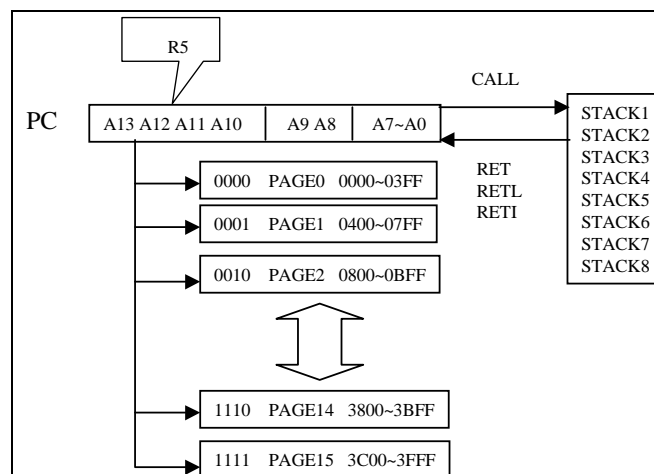 R5
CALL
PC
A13 A12 A11 A10 A9 A8 A7~A0
STACK1
STACK2
STACK3
STACK4
STACK5
STACK6
STACK7
STACK8
RET
RETL
RETI
0000 PAGE0 0000~03FF
0001 PAGE1 0400~07FF
0010 PAGE2 0800~0BFF
1110 PAGE14 3800~3BFF
1111 PAGE15 3C00~3FFF